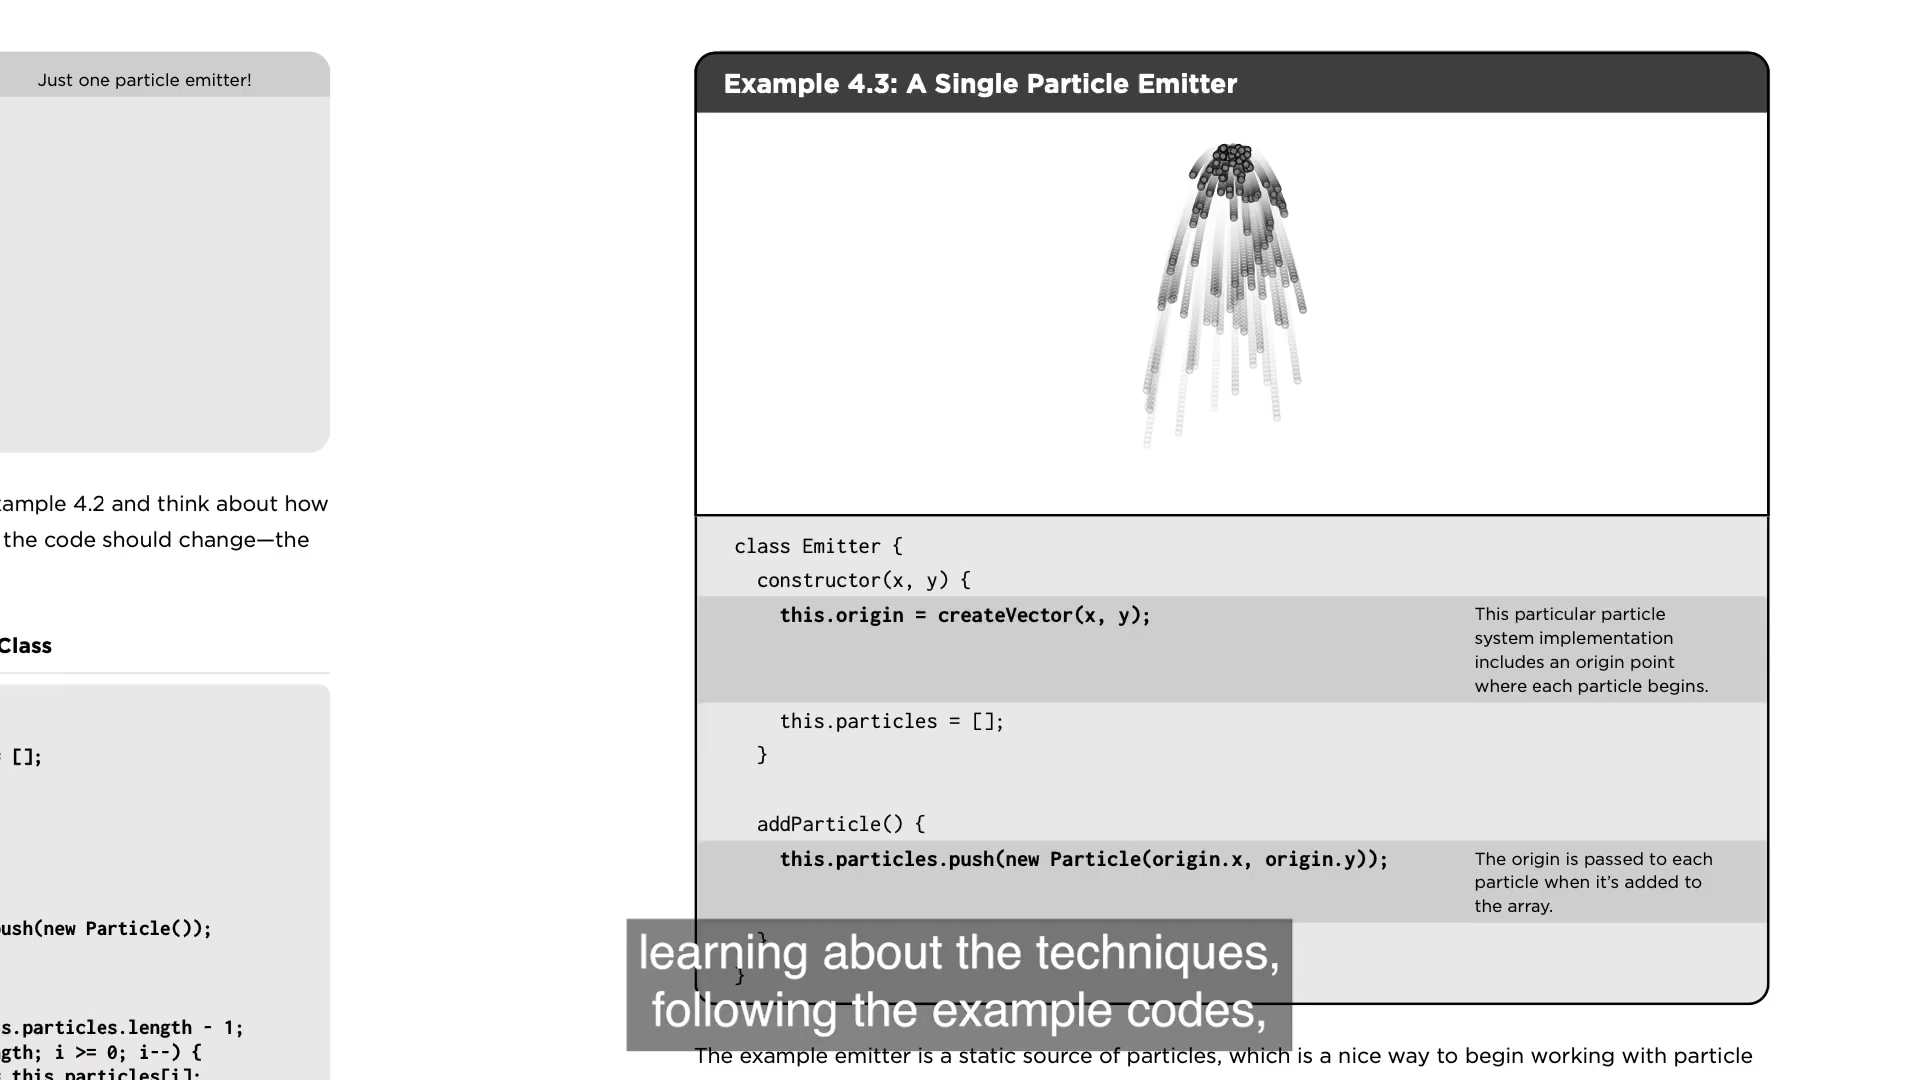 Just one particle emitter!
ample 4.2 and think about how
the code should change—the
Class
= [];
ush(new Particle());
s.particles.length - 1;
gth; i >= 0; i--) {
= this.particles[i];
Example 4.3: A Single Particle Emitter
class Emitter {
constructor(x, y) {
this.origin = createVector(x, y);
This particular particle
system implementation
includes an origin point
where each particle begins.
this.particles = [];
}
addParticle() {
this.particles.push(new Particle(origin.x, origin.y));
The origin is passed to each
particle when it’s added to
the array.
}
}
learning about the techniques,
following the example codes,
The example emitter is a static source of particles, which is a nice way to begin working with particle